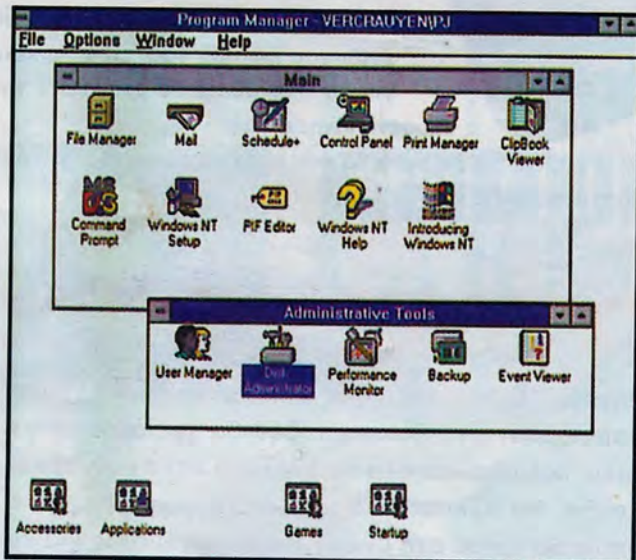 Program Manager - VERCRAUYEN\PJ
File Options Window Help
Main
File Manager Mail Schedule+ Control Panel Print Manager ClipBook Viewer
Command Prompt Windows NT Setup PIF Editor Windows NT Help Introducing Windows NT
Administrative Tools
User Manager Disk Administrator Performance Monitor Backup Event Viewer
Accessories Applications Games Startup